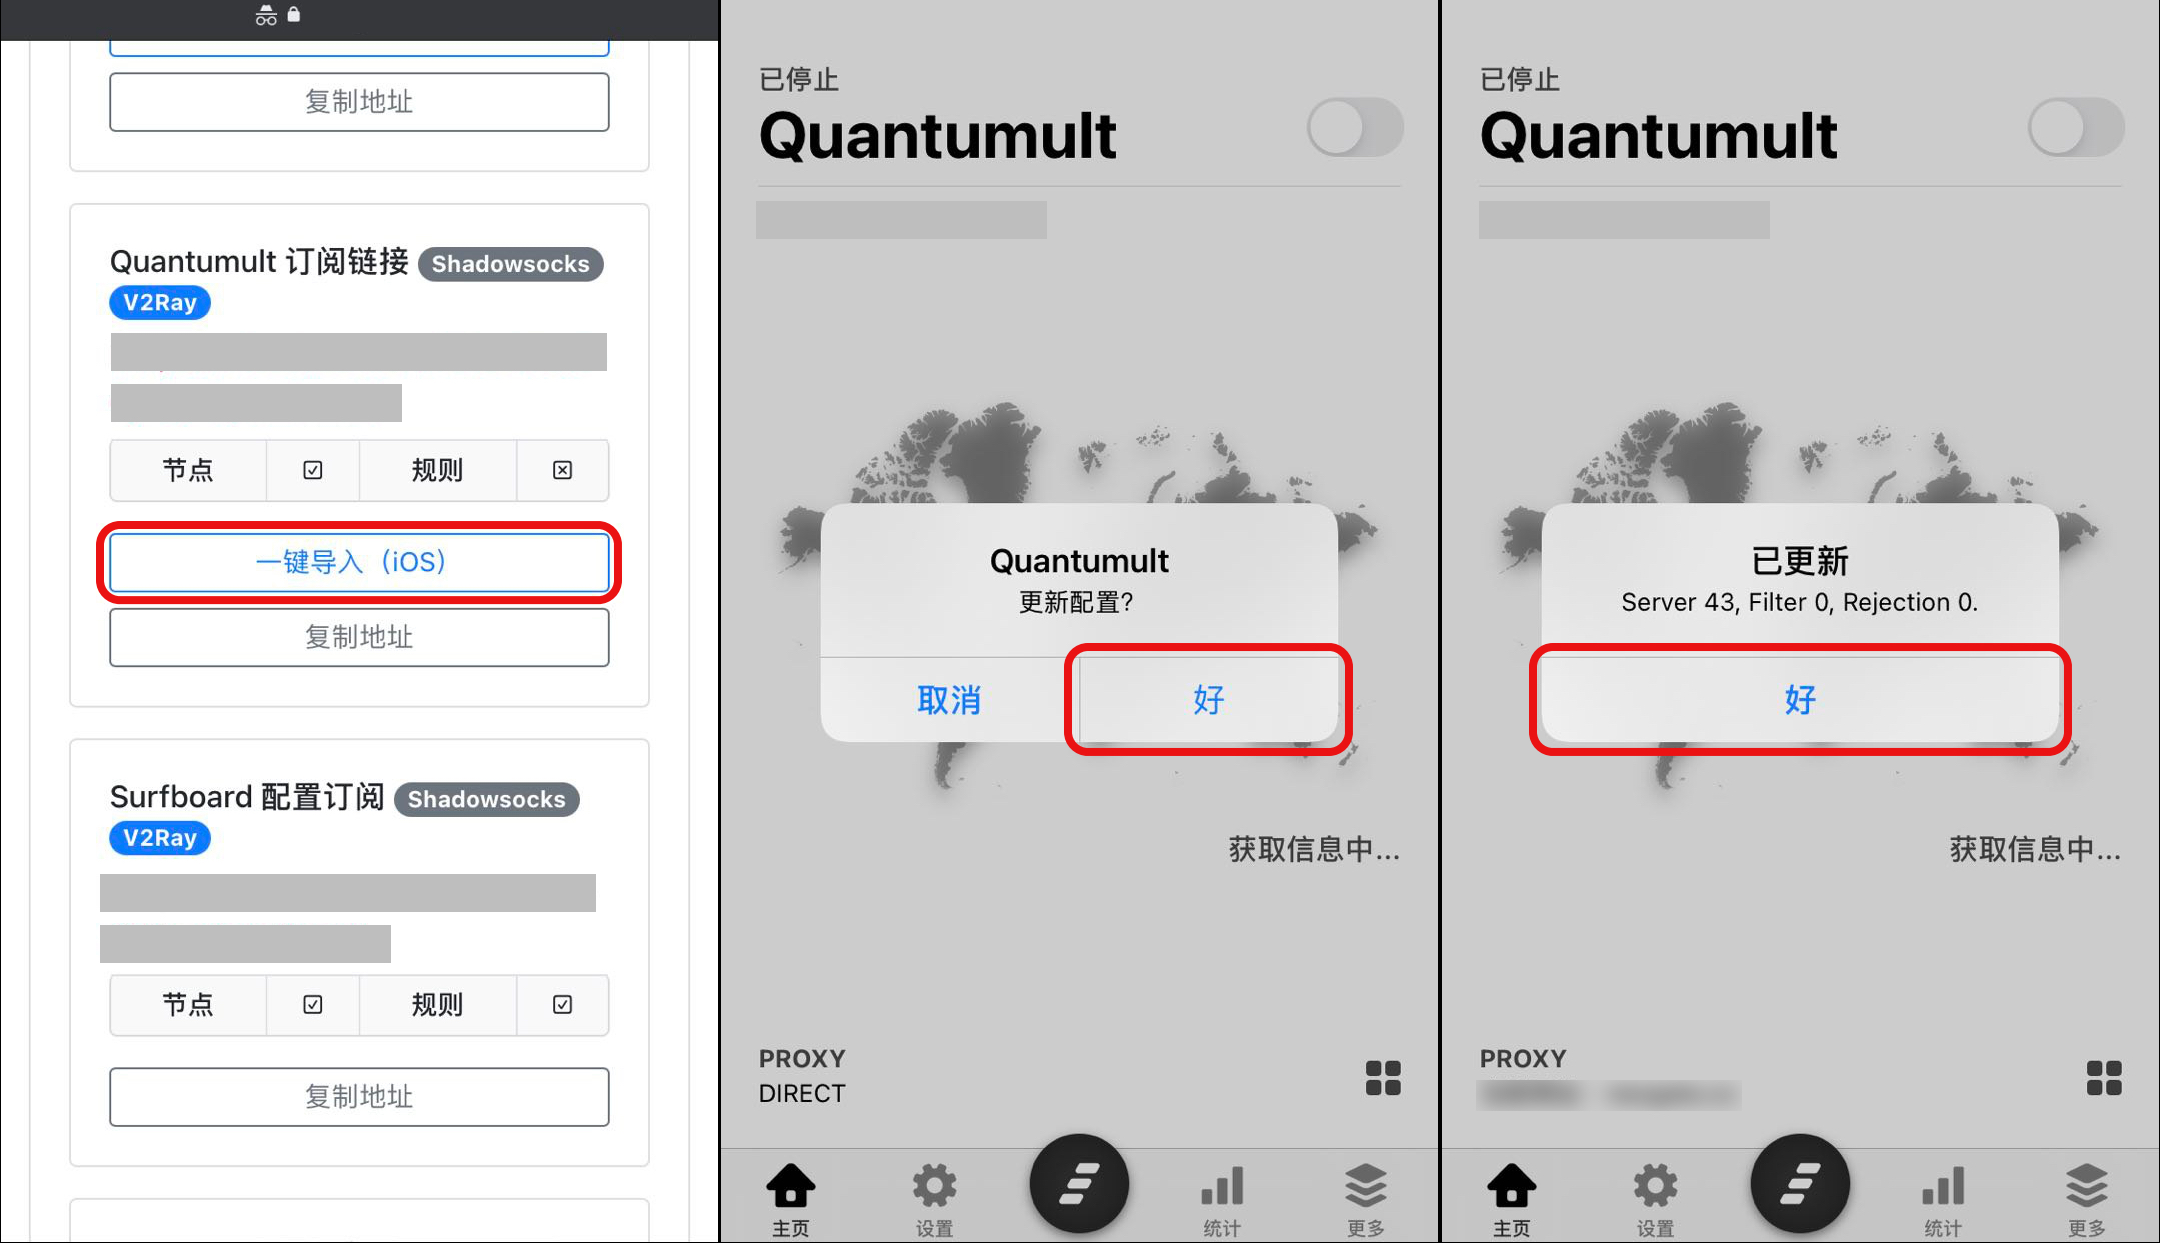 复制地址
Quantumult 订阅链接 Shadowsocks
V2Ray
节点 规则
一键导入（iOS）
复制地址
Surfboard 配置订阅 Shadowsocks
V2Ray
节点 规则
复制地址
已停止
Quantumult
Quantumult
更新配置?
取消 好
获取信息中...
PROXY
DIRECT
主页 设置 统计 更多
已停止
Quantumult
已更新
Server 43, Filter 0, Rejection 0.
好
获取信息中...
PROXY
主页 设置 统计 更多